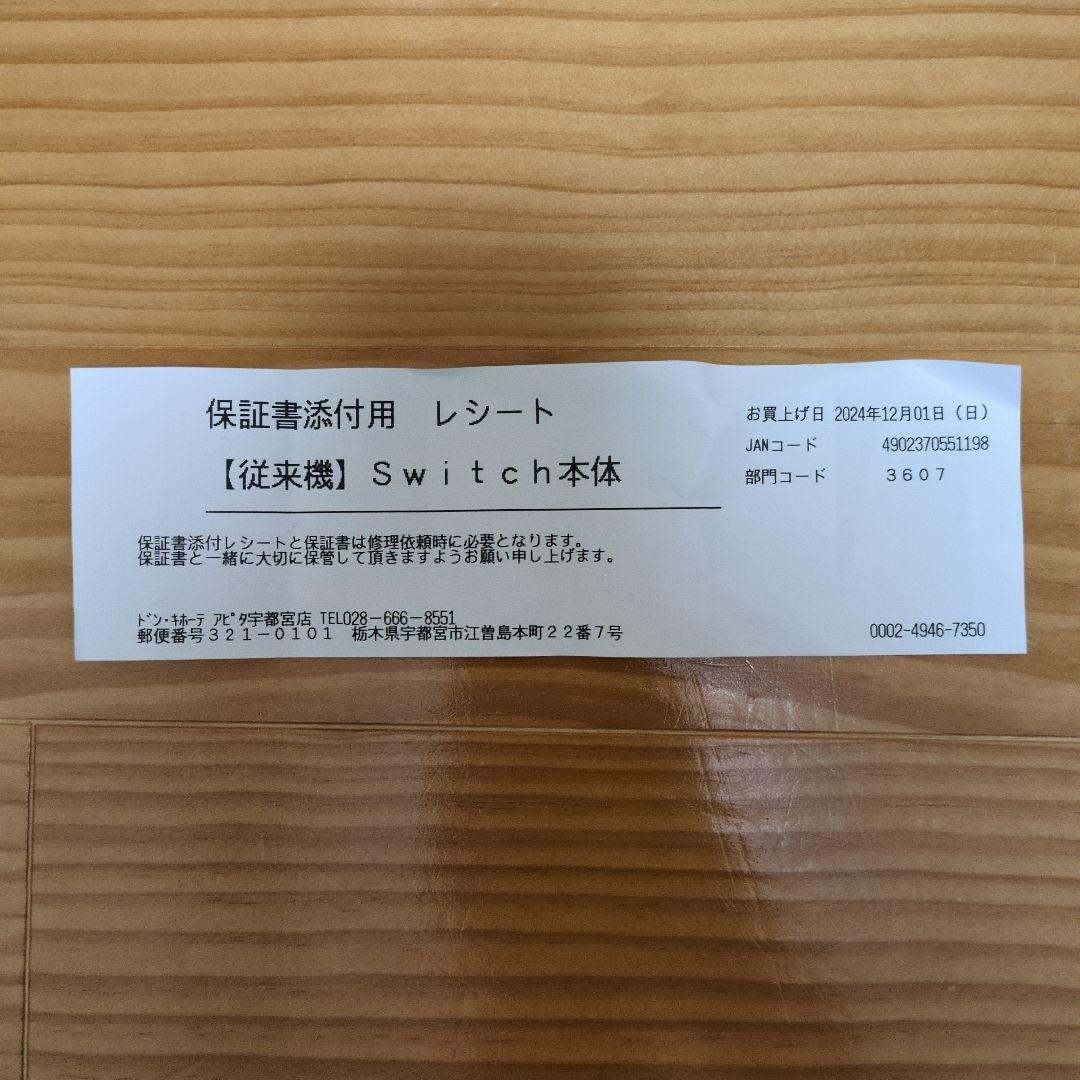 保証書添付用　レシート
【従来機】Ｓｗｉｔｃｈ本体
お買上げ日 2024年12月01日（日）
JANコード 4902370551198
部門コード ３６０７
保証書添付レシートと保証書は修理依頼時に必要となります。
保証書と一緒に大切に保管して頂きますようお願い申し上げます。
ﾄﾞﾝ･ｷﾎｰﾃ ｱﾋﾟﾀ宇都宮店 TEL028－666－8551
郵便番号３２１－０１０１　栃木県宇都宮市江曽島本町２２番７号
0002-4946-7350